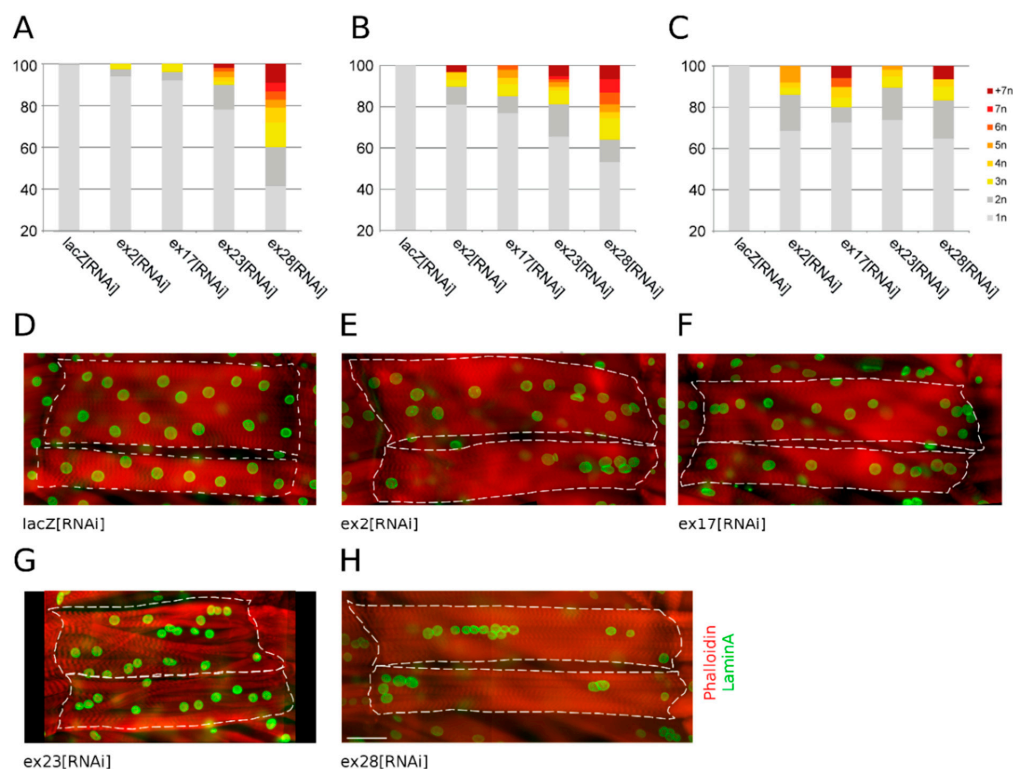 A
B
C
100
80
60
40
20
lacZ[RNAi]
ex2[RNAi]
ex17[RNAi]
ex23[RNAi]
ex28[RNAi]
100
80
60
40
20
lacZ[RNAi]
ex2[RNAi]
ex17[RNAi]
ex23[RNAi]
ex28[RNAi]
100
80
60
40
20
lacZ[RNAi]
ex2[RNAi]
ex17[RNAi]
ex23[RNAi]
ex28[RNAi]
+7n
7n
6n
5n
4n
3n
2n
1n
D
E
F
lacZ[RNAi]
ex2[RNAi]
ex17[RNAi]
G
H
Phalloidin
LaminA
ex23[RNAi]
ex28[RNAi]